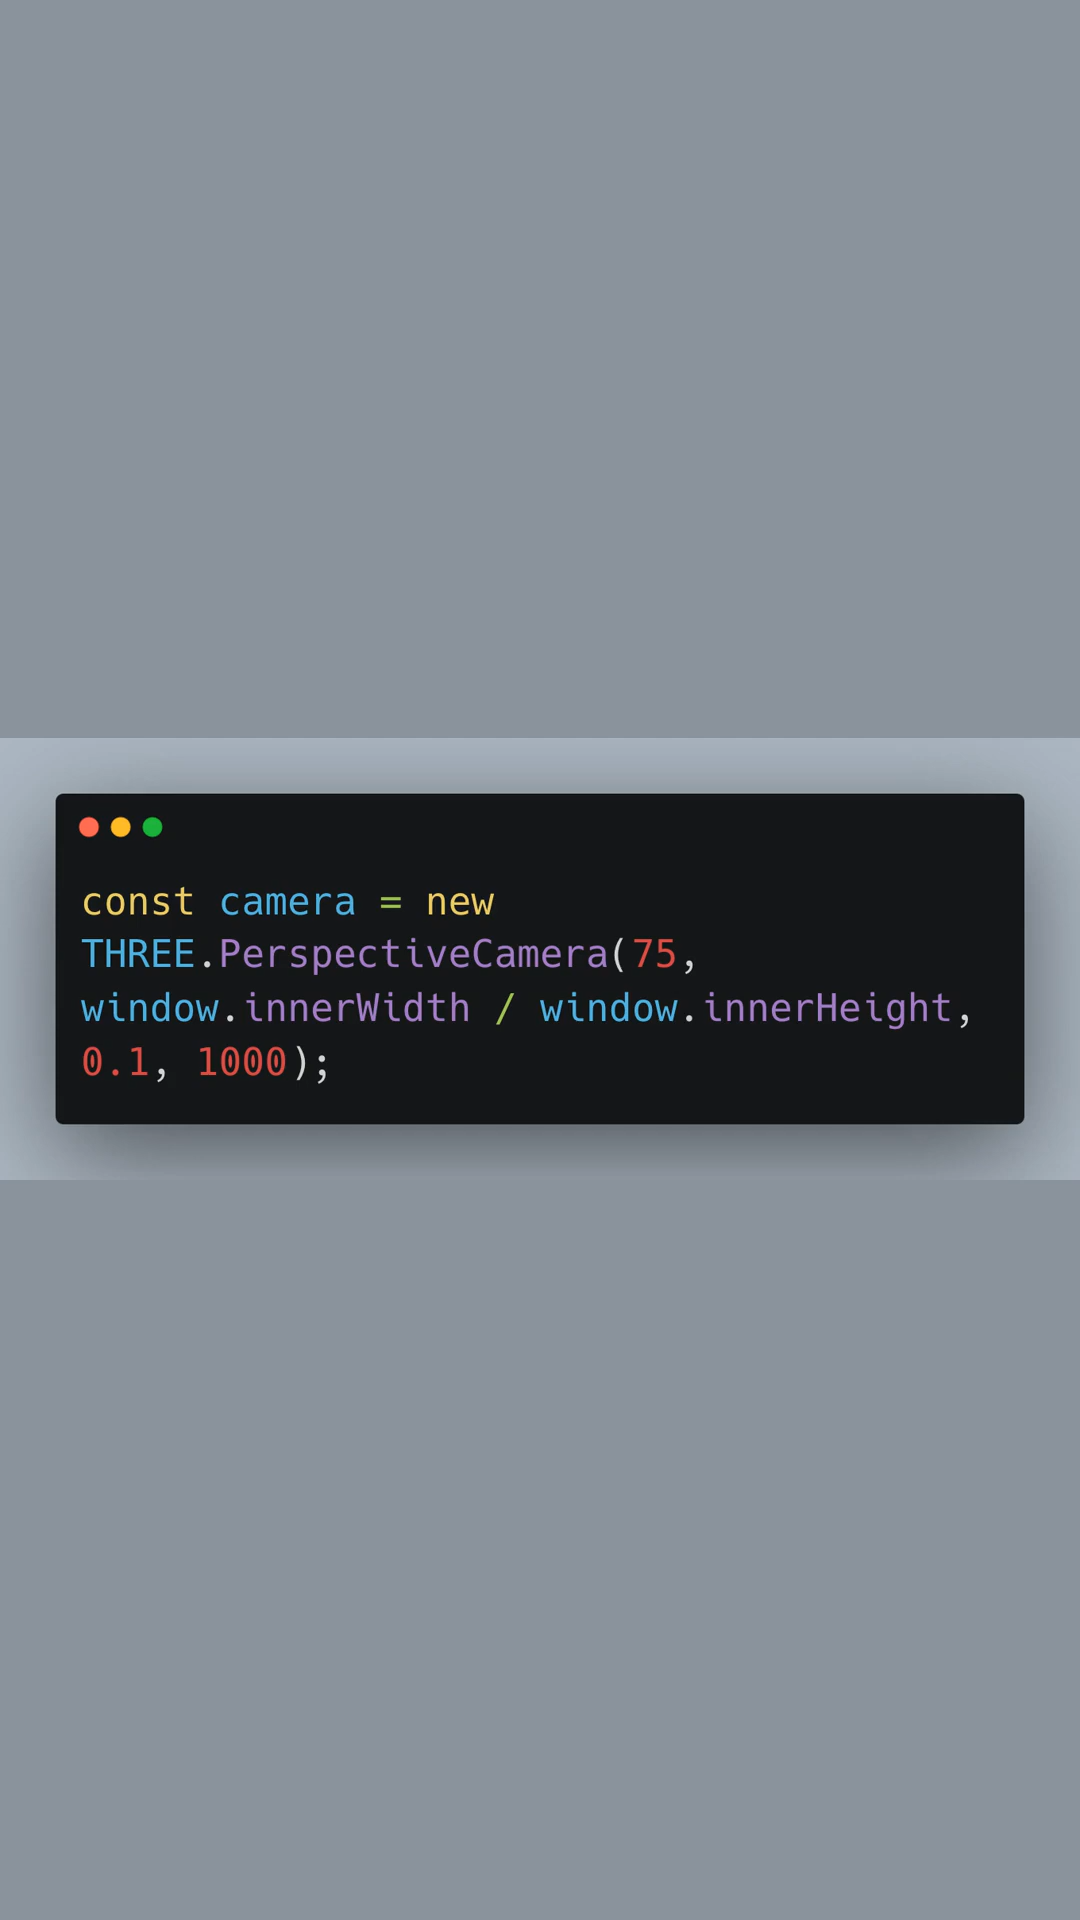 const camera = new
THREE.PerspectiveCamera(75,
window.innerWidth / window.innerHeight,
0.1, 1000);